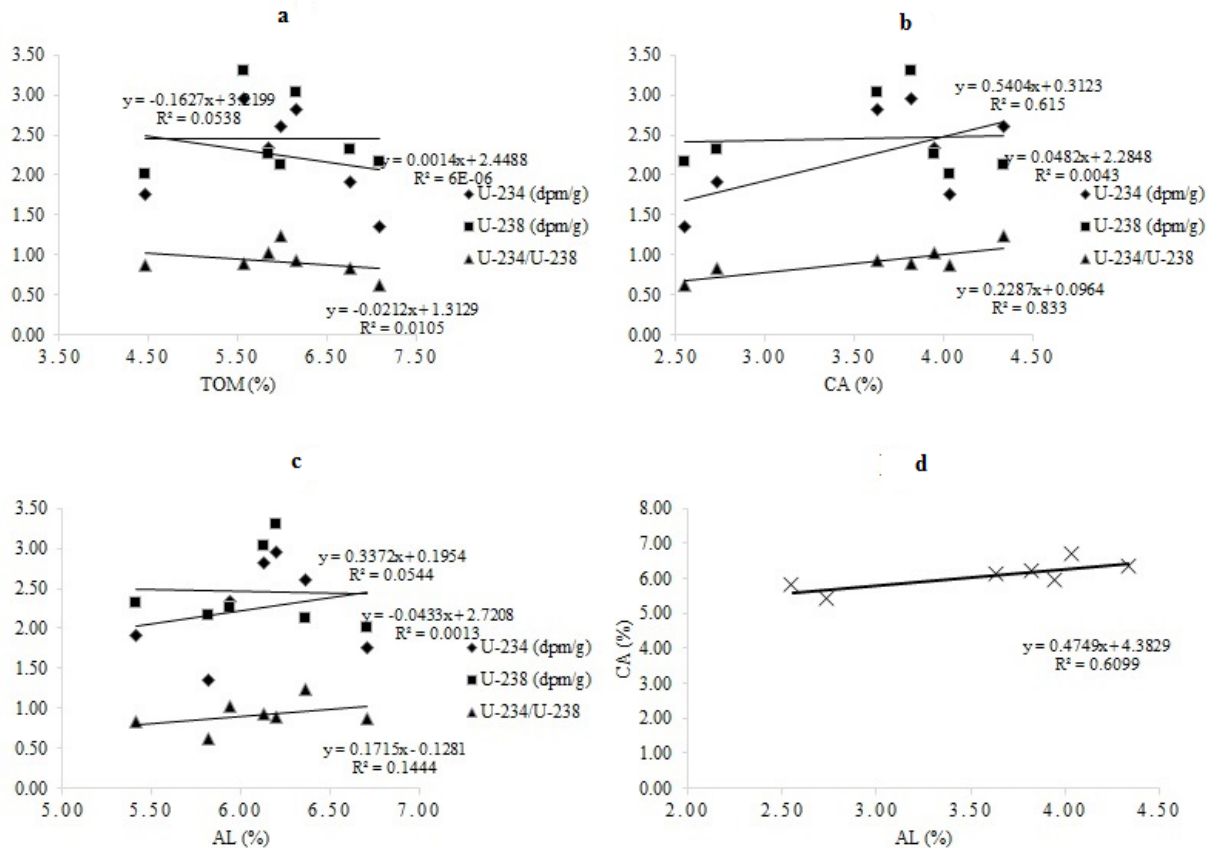 a
3.50
3.00
2.50
2.00
1.50
1.00
0.50
0.00
3.50 4.50 5.50 6.50 7.50
TOM (%)
R² = 0.0538
y = 0.0014x + 2.4488
R² = 6E-06
U-234 (dpm/g)
U-238 (dpm/g)
U-234/U-238
y = -0.0212x + 1.3129
R² = 0.0105
b
3.50
3.00
2.50
2.00
1.50
1.00
0.50
0.00
2.50 3.00 3.50 4.00 4.50
CA (%)
y = 0.5404x + 0.3123
R² = 0.615
y = 0.0482x + 2.2848
R² = 0.0043
U-234 (dpm/g)
U-238 (dpm/g)
U-234/U-238
y = 0.2287x + 0.0964
R² = 0.833
c
3.50
3.00
2.50
2.00
1.50
1.00
0.50
0.00
5.00 5.50 6.00 6.50 7.00
AL (%)
y = 0.3372x + 0.1954
R² = 0.0544
y = -0.0433x + 2.7208
R² = 0.0013
U-234 (dpm/g)
U-238 (dpm/g)
U-234/U-238
y = 0.1715x - 0.1281
R² = 0.1444
d
8.00
7.00
6.00
5.00
4.00
3.00
2.00
1.00
0.00
CA (%)
2.00 2.50 3.00 3.50 4.00 4.50
AL (%)
y = 0.4749x + 4.3829
R² = 0.6099